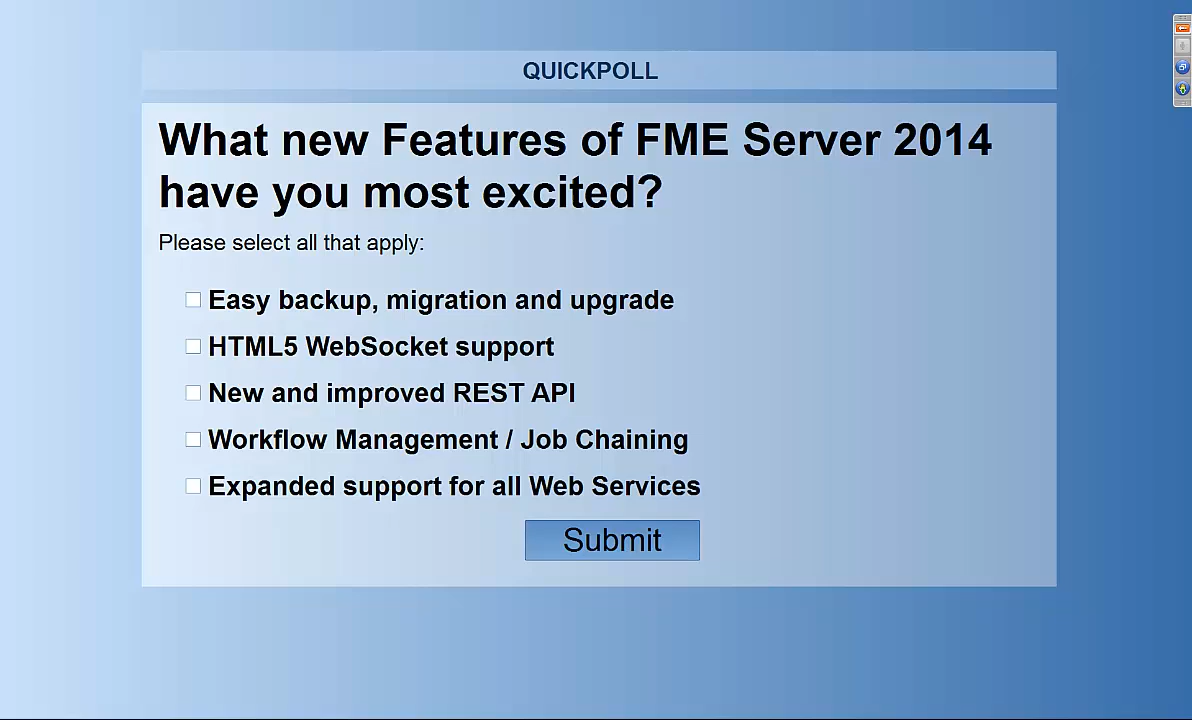 QUICKPOLL
What new Features of FME Server 2014
have you most excited?
Please select all that apply:
Easy backup, migration and upgrade
HTML5 WebSocket support
New and improved REST API
Workflow Management / Job Chaining
Expanded support for all Web Services
Submit